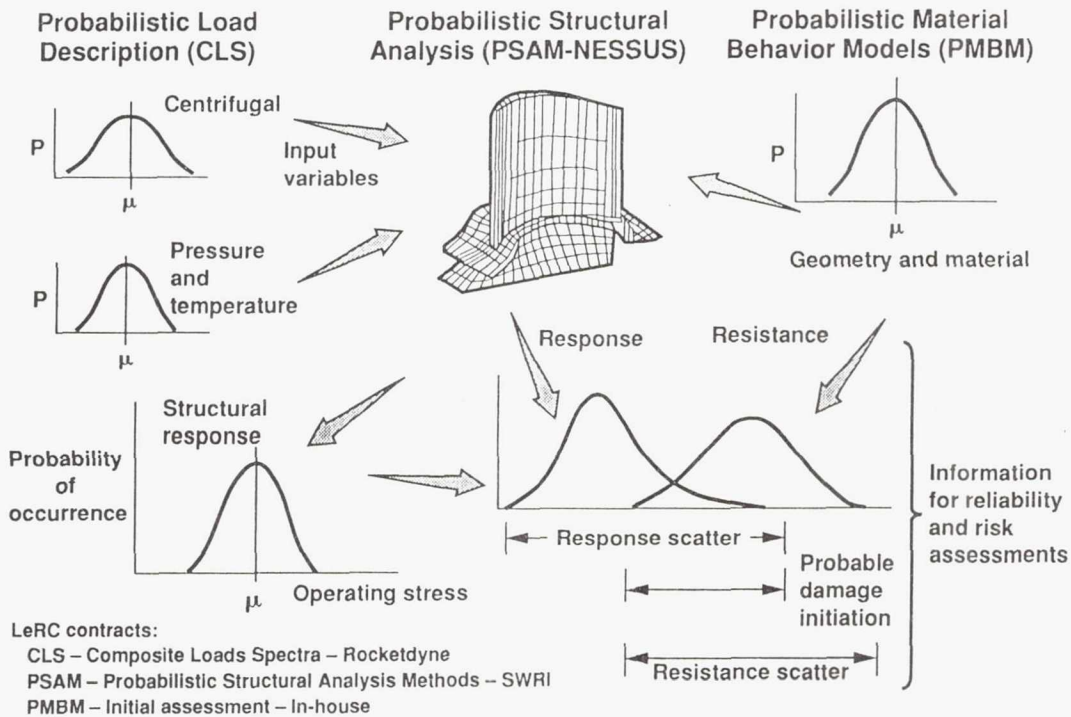 Probabilistic Load
Description (CLS)
Probabilistic Structural
Analysis (PSAM-NESSUS)
Probabilistic Material
Behavior Models (PMBM)
Centrifugal
P
μ
Input
variables
Pressure
and
temperature
P
μ
P
μ
Geometry and material
Response
Resistance
Structural
response
Probability
of
occurrence
μ
Operating stress
Response scatter
Probable
damage
initiation
Resistance scatter
Information
for reliability
and risk
assessments
LeRC contracts:
CLS – Composite Loads Spectra – Rocketdyne
PSAM – Probabilistic Structural Analysis Methods – SWRI
PMBM – Initial assessment – In-house